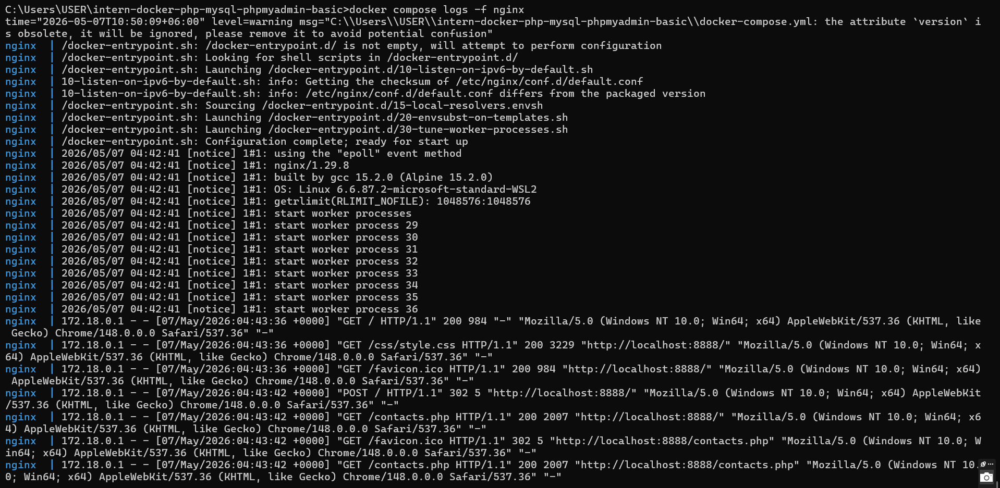 C:\Users\USER\intern-docker-php-mysql-phpmyadmin-basic>docker compose logs -f nginx
time="2026-05-07T10:50:09+06:00" level=warning msg="C:\\Users\\USER\\intern-docker-php-mysql-phpmyadmin-basic\\docker-compose.yml: the attribute `version` i
s obsolete, it will be ignored, please remove it to avoid potential confusion"
nginx  | /docker-entrypoint.sh: /docker-entrypoint.d/ is not empty, will attempt to perform configuration
nginx  | /docker-entrypoint.sh: Looking for shell scripts in /docker-entrypoint.d/
nginx  | /docker-entrypoint.sh: Launching /docker-entrypoint.d/10-listen-on-ipv6-by-default.sh
nginx  | 10-listen-on-ipv6-by-default.sh: info: Getting the checksum of /etc/nginx/conf.d/default.conf
nginx  | 10-listen-on-ipv6-by-default.sh: info: /etc/nginx/conf.d/default.conf differs from the packaged version
nginx  | /docker-entrypoint.sh: Sourcing /docker-entrypoint.d/15-local-resolvers.envsh
nginx  | /docker-entrypoint.sh: Launching /docker-entrypoint.d/20-envsubst-on-templates.sh
nginx  | /docker-entrypoint.sh: Launching /docker-entrypoint.d/30-tune-worker-processes.sh
nginx  | /docker-entrypoint.sh: Configuration complete; ready for start up
nginx  | 2026/05/07 04:42:41 [notice] 1#1: using the "epoll" event method
nginx  | 2026/05/07 04:42:41 [notice] 1#1: nginx/1.29.8
nginx  | 2026/05/07 04:42:41 [notice] 1#1: built by gcc 15.2.0 (Alpine 15.2.0)
nginx  | 2026/05/07 04:42:41 [notice] 1#1: OS: Linux 6.6.87.2-microsoft-standard-WSL2
nginx  | 2026/05/07 04:42:41 [notice] 1#1: getrlimit(RLIMIT_NOFILE): 1048576:1048576
nginx  | 2026/05/07 04:42:41 [notice] 1#1: start worker processes
nginx  | 2026/05/07 04:42:41 [notice] 1#1: start worker process 29
nginx  | 2026/05/07 04:42:41 [notice] 1#1: start worker process 30
nginx  | 2026/05/07 04:42:41 [notice] 1#1: start worker process 31
nginx  | 2026/05/07 04:42:41 [notice] 1#1: start worker process 32
nginx  | 2026/05/07 04:42:41 [notice] 1#1: start worker process 33
nginx  | 2026/05/07 04:42:41 [notice] 1#1: start worker process 34
nginx  | 2026/05/07 04:42:41 [notice] 1#1: start worker process 35
nginx  | 2026/05/07 04:42:41 [notice] 1#1: start worker process 36
nginx  | 172.18.0.1 - - [07/May/2026:04:43:36 +0000] "GET / HTTP/1.1" 200 984 "-" "Mozilla/5.0 (Windows NT 10.0; Win64; x64) AppleWebKit/537.36 (KHTML, like
 Gecko) Chrome/148.0.0.0 Safari/537.36" "-"
nginx  | 172.18.0.1 - - [07/May/2026:04:43:36 +0000] "GET /css/style.css HTTP/1.1" 200 3229 "http://localhost:8888/" "Mozilla/5.0 (Windows NT 10.0; Win64; x
64) AppleWebKit/537.36 (KHTML, like Gecko) Chrome/148.0.0.0 Safari/537.36" "-"
nginx  | 172.18.0.1 - - [07/May/2026:04:43:36 +0000] "GET /favicon.ico HTTP/1.1" 200 984 "http://localhost:8888/" "Mozilla/5.0 (Windows NT 10.0; Win64; x64)
 AppleWebKit/537.36 (KHTML, like Gecko) Chrome/148.0.0.0 Safari/537.36" "-"
nginx  | 172.18.0.1 - - [07/May/2026:04:43:42 +0000] "POST / HTTP/1.1" 302 5 "http://localhost:8888/" "Mozilla/5.0 (Windows NT 10.0; Win64; x64) AppleWebKit
/537.36 (KHTML, like Gecko) Chrome/148.0.0.0 Safari/537.36" "-"
nginx  | 172.18.0.1 - - [07/May/2026:04:43:42 +0000] "GET /contacts.php HTTP/1.1" 200 2007 "http://localhost:8888/" "Mozilla/5.0 (Windows NT 10.0; Win64; x6
4) AppleWebKit/537.36 (KHTML, like Gecko) Chrome/148.0.0.0 Safari/537.36" "-"
nginx  | 172.18.0.1 - - [07/May/2026:04:43:42 +0000] "GET /favicon.ico HTTP/1.1" 302 5 "http://localhost:8888/contacts.php" "Mozilla/5.0 (Windows NT 10.0; W
in64; x64) AppleWebKit/537.36 (KHTML, like Gecko) Chrome/148.0.0.0 Safari/537.36" "-"
nginx  | 172.18.0.1 - - [07/May/2026:04:43:42 +0000] "GET /contacts.php HTTP/1.1" 200 2007 "http://localhost:8888/contacts.php" "Mozilla/5.0 (Windows NT 10.
0; Win64; x64) AppleWebKit/537.36 (KHTML, like Gecko) Chrome/148.0.0.0 Safari/537.36" "-"